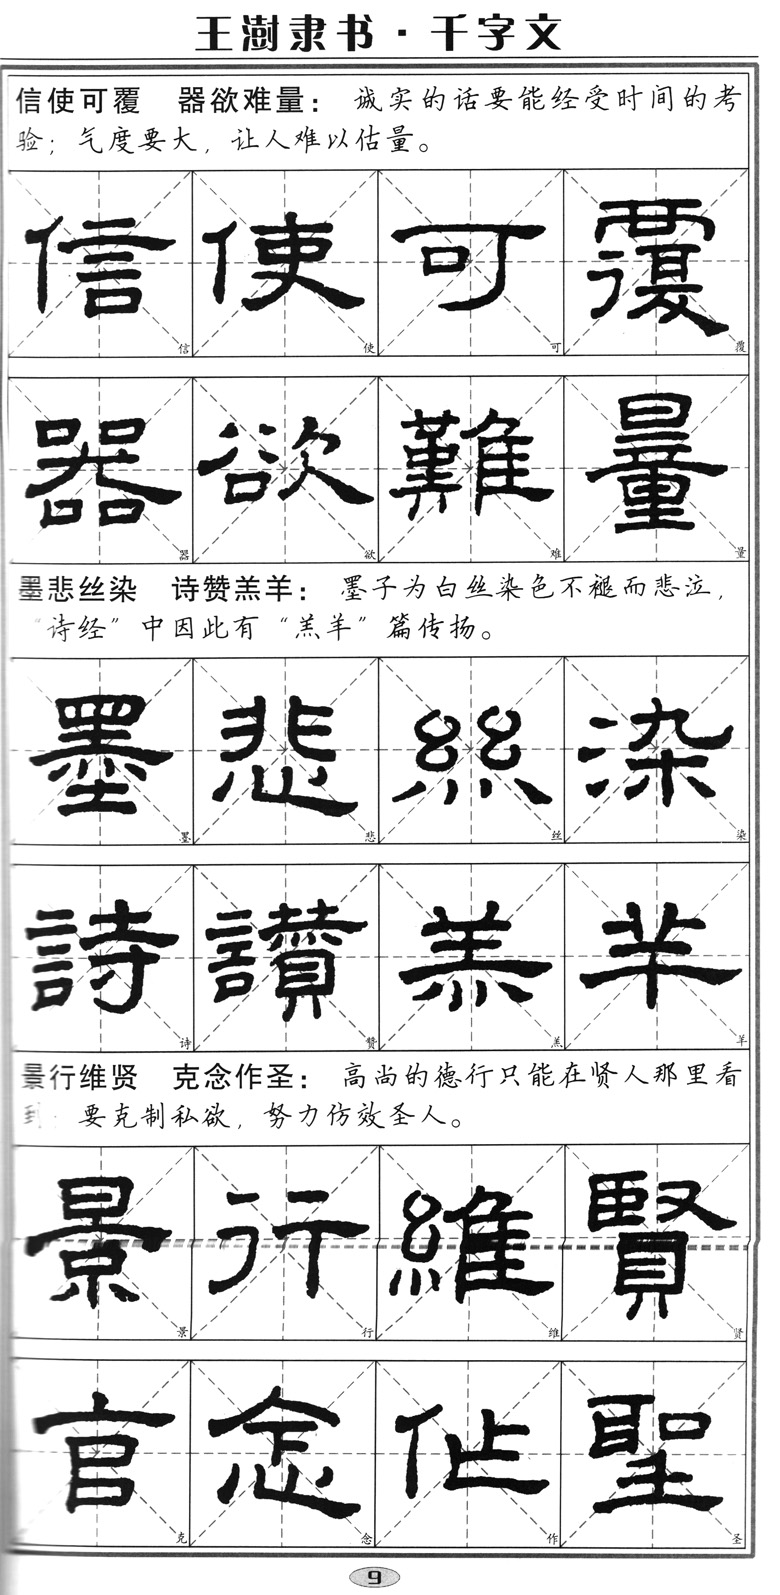 王澍隶书·千字文
信使可覆 器欲难量：诚实的话要能经受时间的考
验；气度要大，让人难以估量。
信使可覆
信使可覆
器欲難量
器欲难量
墨悲丝染 诗赞羔羊：墨子为白丝染色不褪而悲泣，
“诗经”中因此有“羔羊”篇传扬。
墨悲絲染
墨悲丝染
詩讚羔羊
诗赞羔羊
景行维贤 克念作圣：高尚的德行只能在贤人那里看
到 要克制私欲，努力仿效圣人。
景行維賢
景行维贤
克念作聖
克念作圣
9